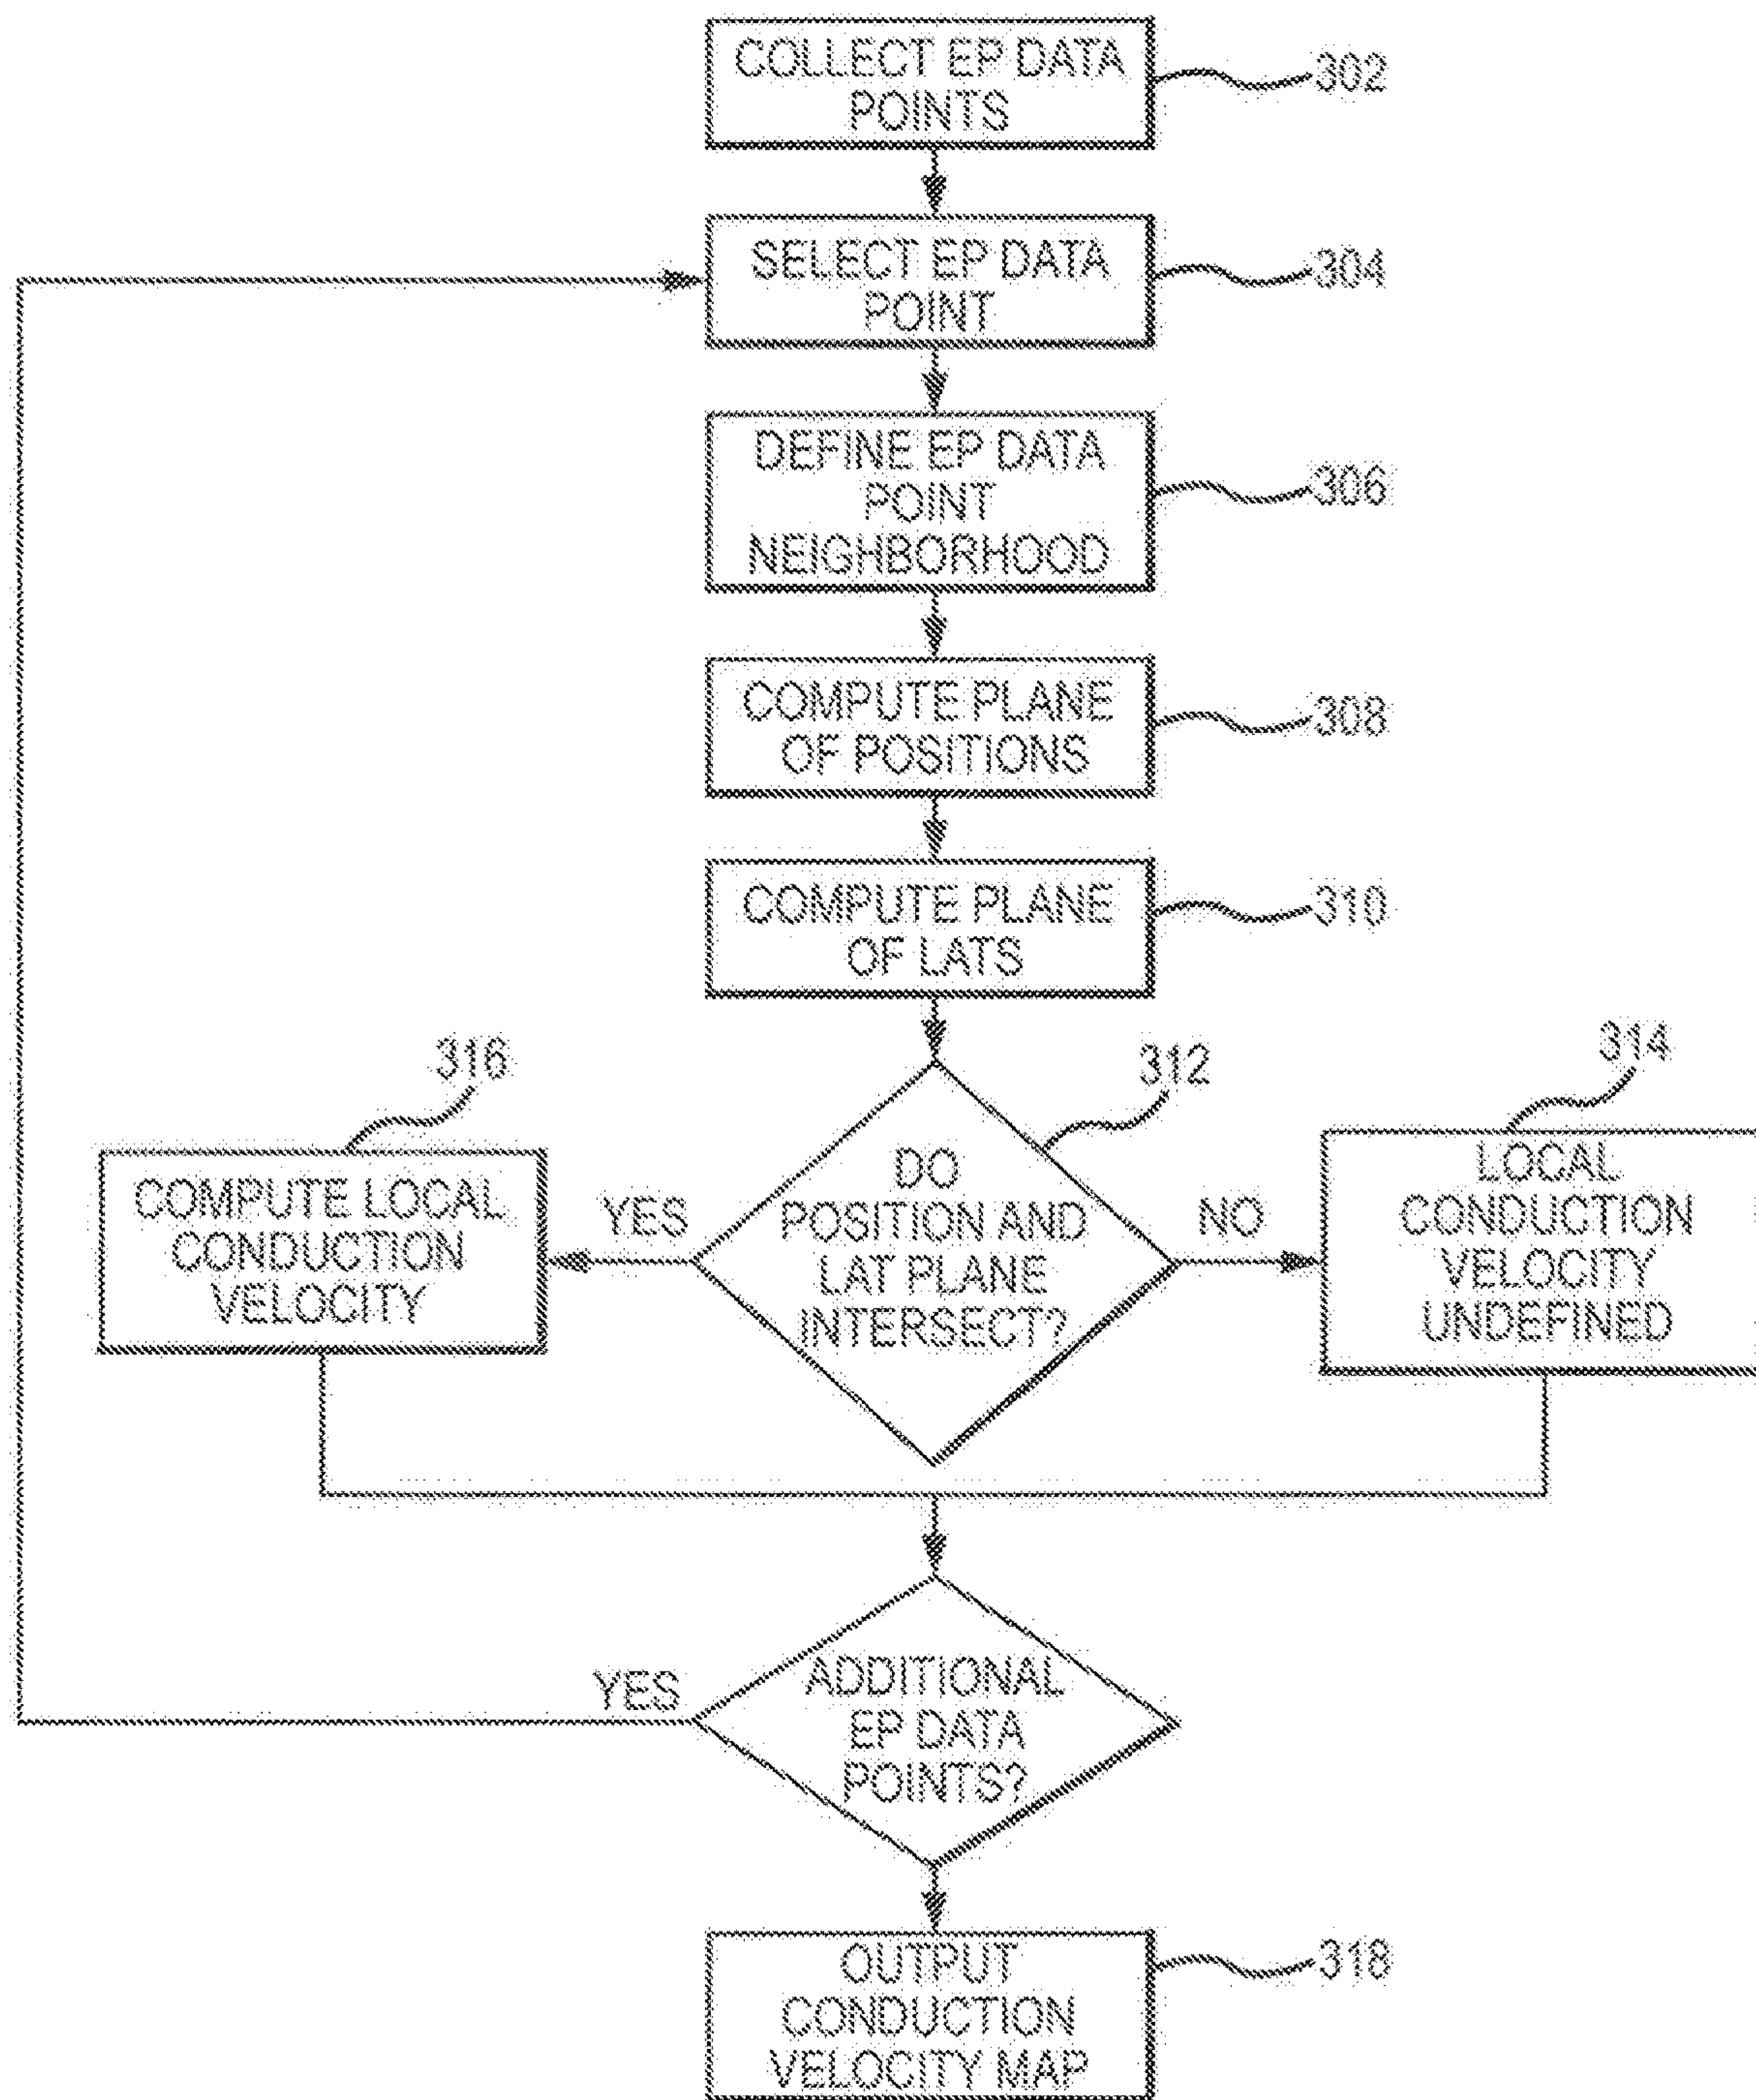 COLLECT EP DATA
POINTS
302
SELECT EP DATA
POINT
304
DEFINE EP DATA
POINT
NEIGHBORHOOD
306
COMPUTE PLANE
OF POSITIONS
308
COMPUTE PLANE
OF LATS
310
316
312
314
COMPUTE LOCAL
CONDUCTION
VELOCITY
YES
DO
POSITION AND
LAT PLANE
INTERSECT?
NO
LOCAL
CONDUCTION
VELOCITY
UNDEFINED
YES
ADDITIONAL
EP DATA
POINTS?
OUTPUT
CONDUCTION
VELOCITY MAP
318